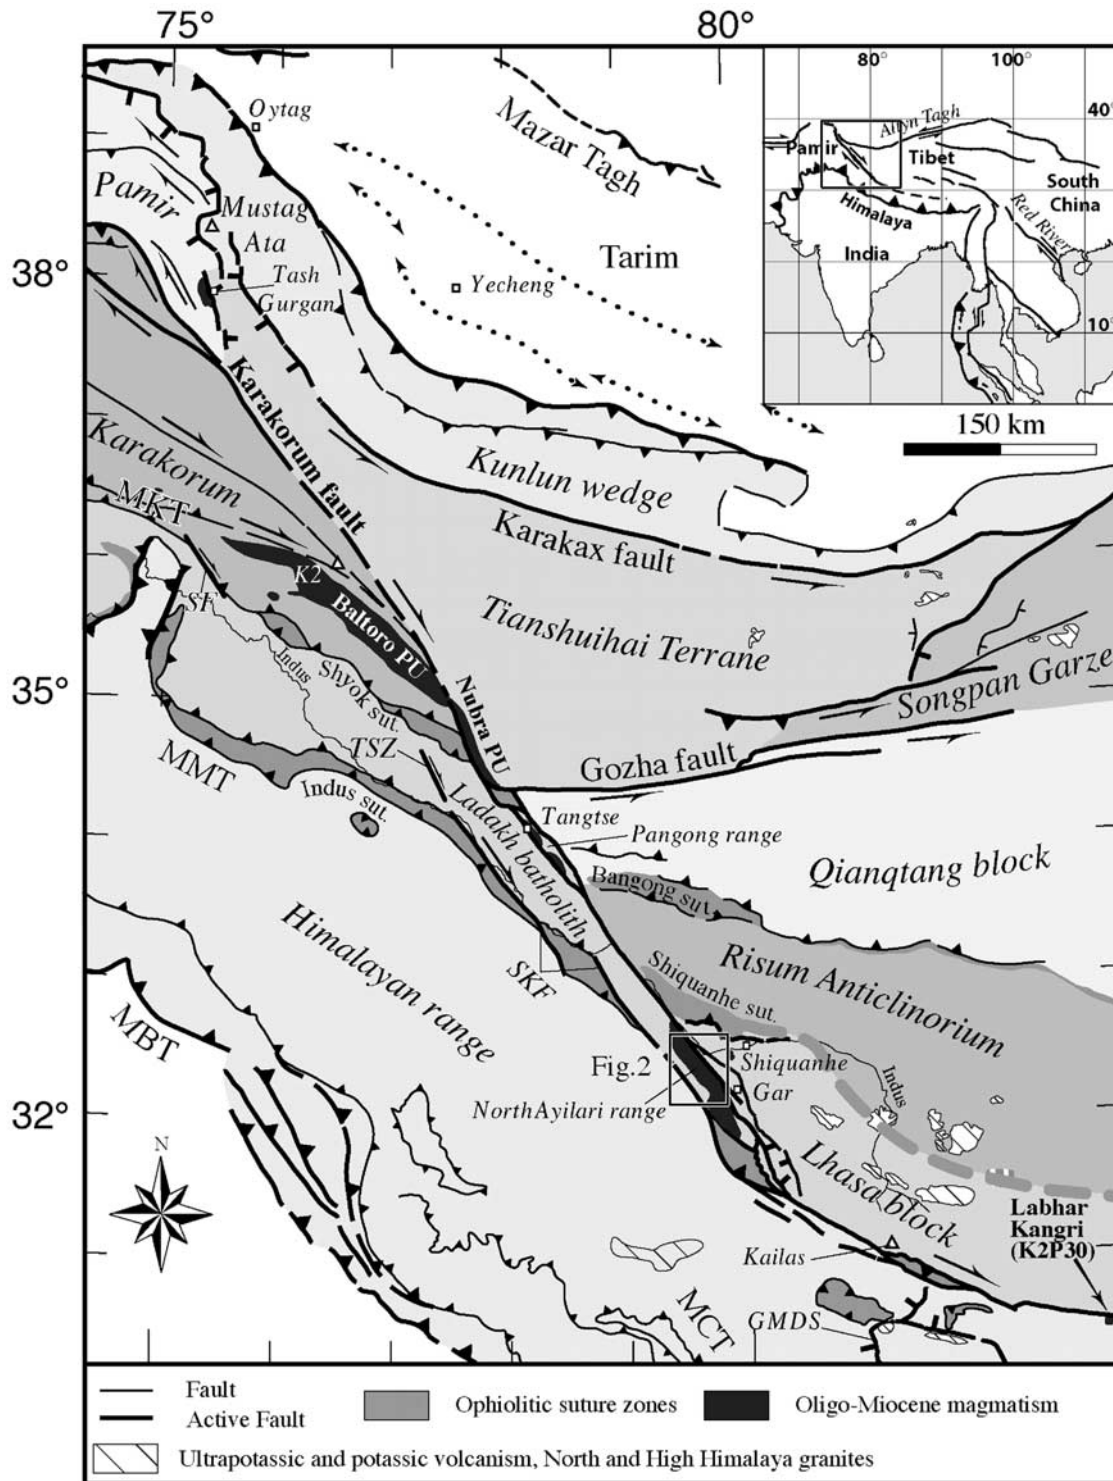 75°
80°
Oytag
Mazar Tagh
80°
100°
40°
Altyn Tagh
Pamir
Tibet
South
China
Himalaya
Red River
India
10°
Pamir
Mustag
Ata
Tarim
38°
Tash
Gurgan
Yecheng
150 km
Karakorum fault
Karakorum
Kunlun wedge
MKT
Karakax fault
K2
SF
Baltoro PU
Tianshuihai Terrane
Indus
Shyok sut.
35°
Nubra PU
Songpan Garze
TSZ
Gozha fault
MMT
Indus sut.
Ladakh batholith
Tangtse
Pangong range
Qianqtang block
Bangong sut.
Himalayan range
Risum Anticlinorium
SKF
Shiquanhe sut.
MBT
Fig.2
Shiquanhe
Gar
Indus
32°
North Ayilari range
N
Lhasa block
Labhar
Kangri
(K2P30)
Kailas
MCT
GMDS
Fault
Active Fault
Ophiolitic suture zones
Oligo-Miocene magmatism
Ultrapotassic and potassic volcanism, North and High Himalaya granites